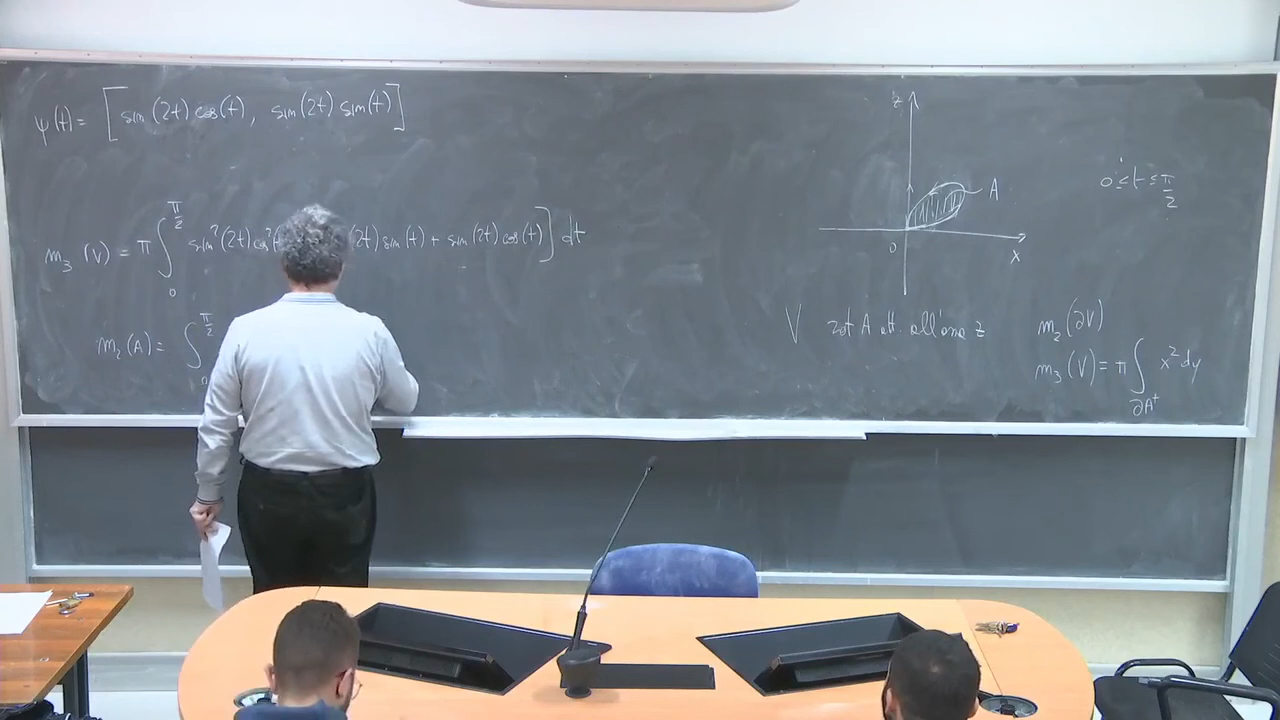 ψ(t) = [sin(2t) cos(t), sin(2t) sin(t)]
m₃(V) = π ∫₀^{π/2} sin²(2t) cos²(t) (2t) sin(t) + sin(2t) cos(t)] dt
m₂(A) = ∫₀^{π/2}
z
A
0
x
0 ≤ t ≤ π/2
V rot A att. all'asse z
m₂(∂V)
m₃(V) = π ∫_{∂A⁺} x² dy